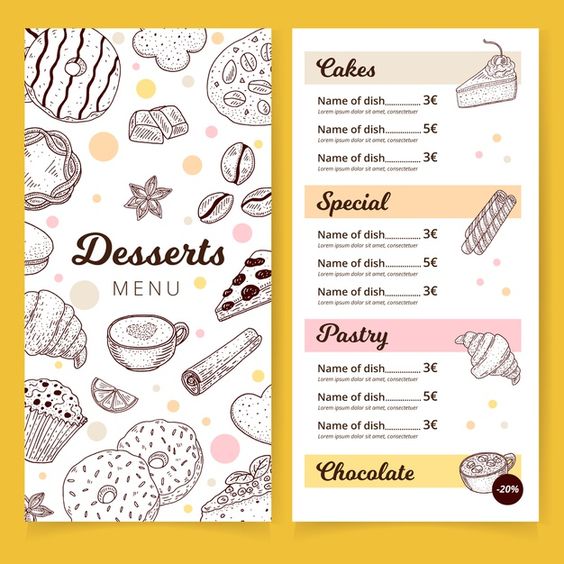 Desserts
MENU
Cakes
Name of dish.............. 3€
Lorem ipsum dolor sit amet, consectetuer
Name of dish.............. 5€
Lorem ipsum dolor sit amet, consectetuer
Name of dish.............. 3€
Lorem ipsum dolor sit amet, consectetuer
Special
Name of dish.............. 3€
Lorem ipsum dolor sit amet, consectetuer
Name of dish.............. 5€
Lorem ipsum dolor sit amet, consectetuer
Name of dish.............. 3€
Lorem ipsum dolor sit amet, consectetuer
Pastry
Name of dish.............. 3€
Lorem ipsum dolor sit amet, consectetuer
Name of dish.............. 5€
Lorem ipsum dolor sit amet, consectetuer
Name of dish.............. 3€
Lorem ipsum dolor sit amet, consectetuer
Chocolate
-20%